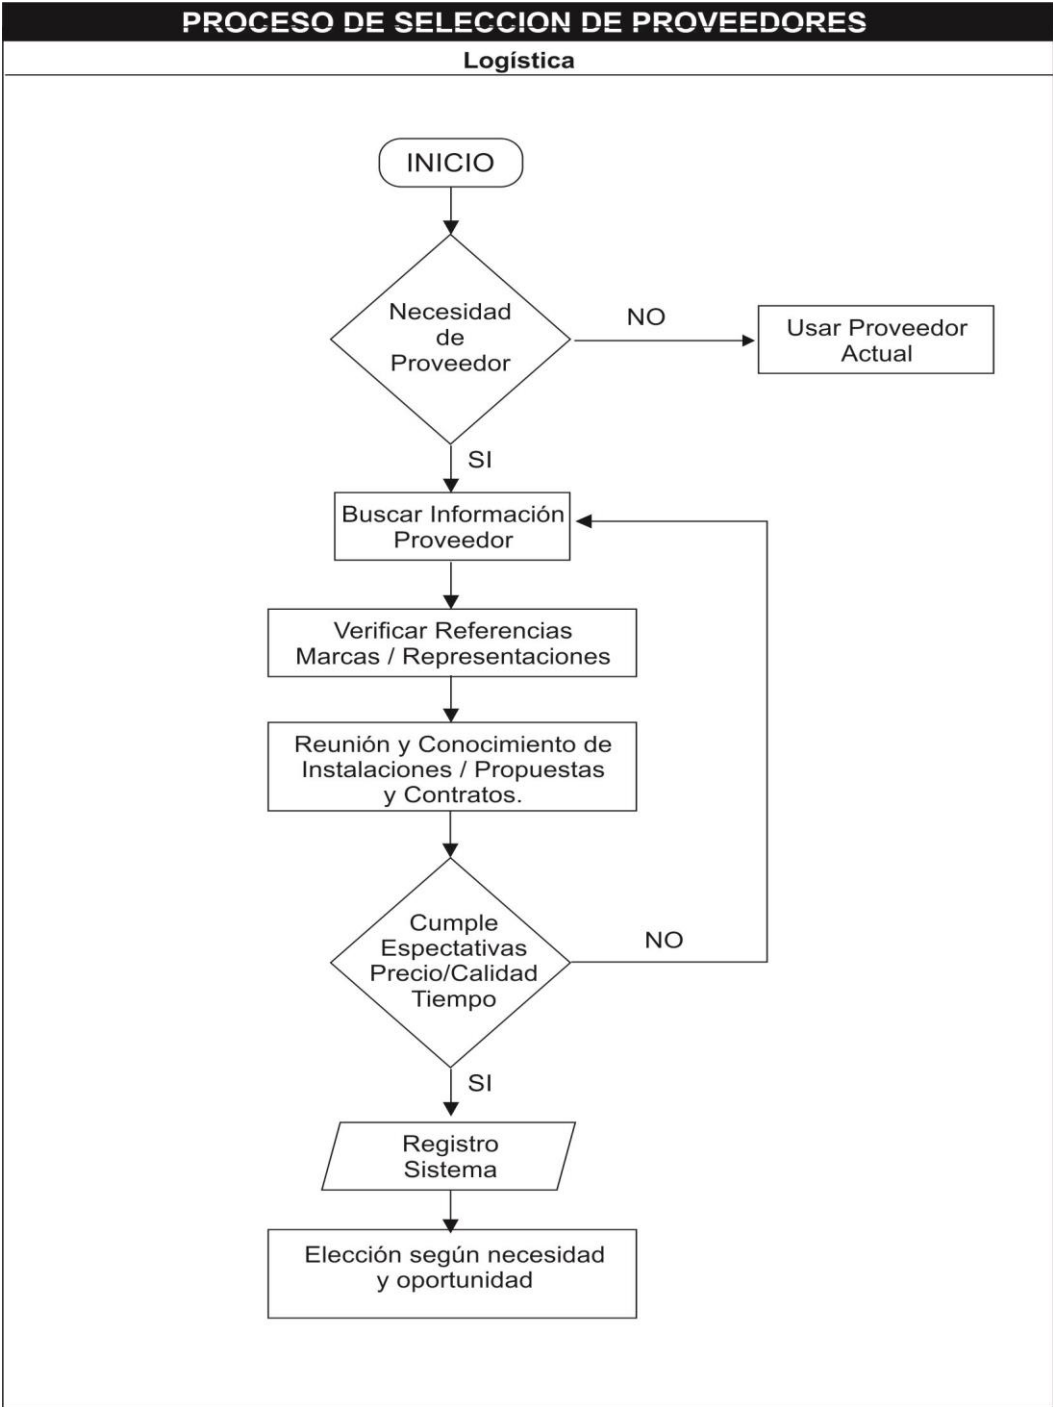 PROCESO DE SELECCION DE PROVEEDORES
Logística
INICIO
Necesidad
de
Proveedor
NO
Usar Proveedor
Actual
SI
Buscar Información
Proveedor
Verificar Referencias
Marcas / Representaciones
Reunión y Conocimiento de
Instalaciones / Propuestas
y Contratos.
Cumple
Espectativas
Precio/Calidad
Tiempo
NO
SI
Registro
Sistema
Elección según necesidad
y oportunidad